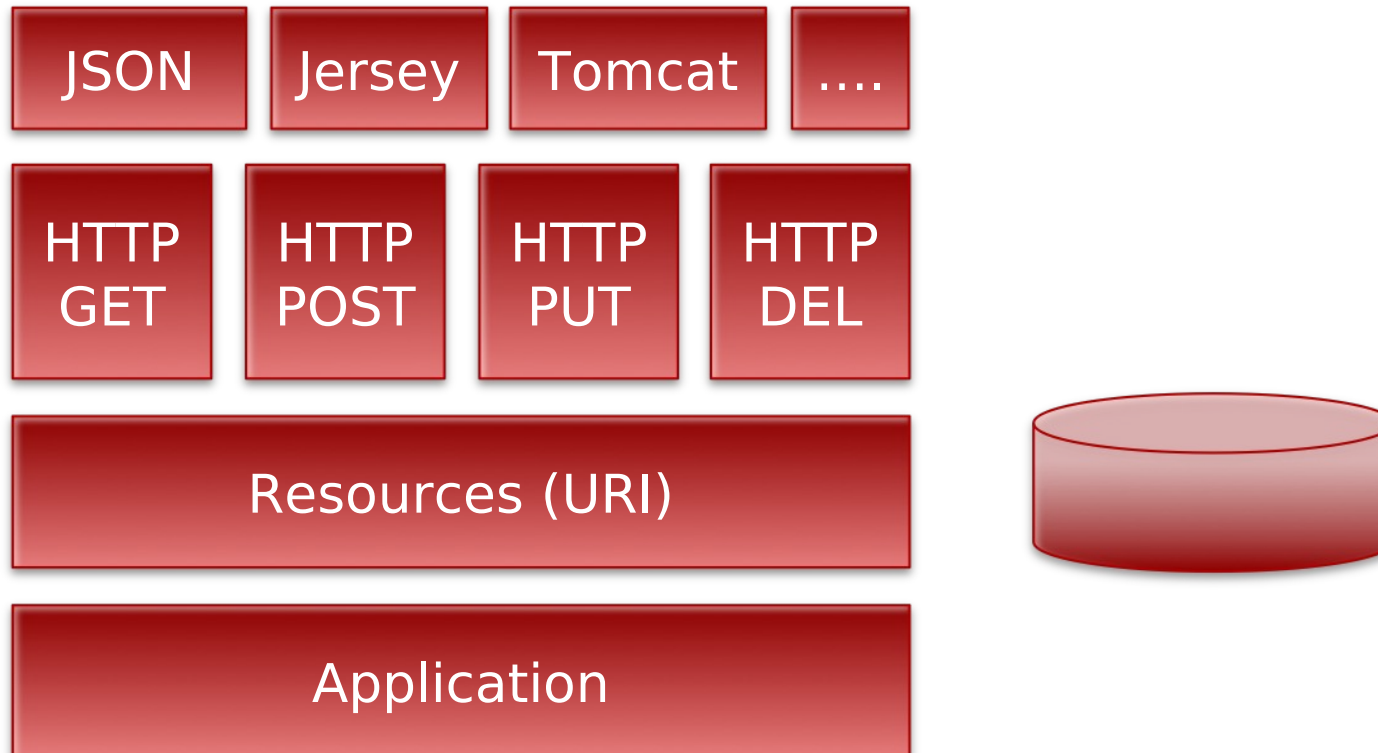 JSON
Jersey
Tomcat
....
HTTP
GET
HTTP
POST
HTTP
PUT
HTTP
DEL
Resources (URI)
Application